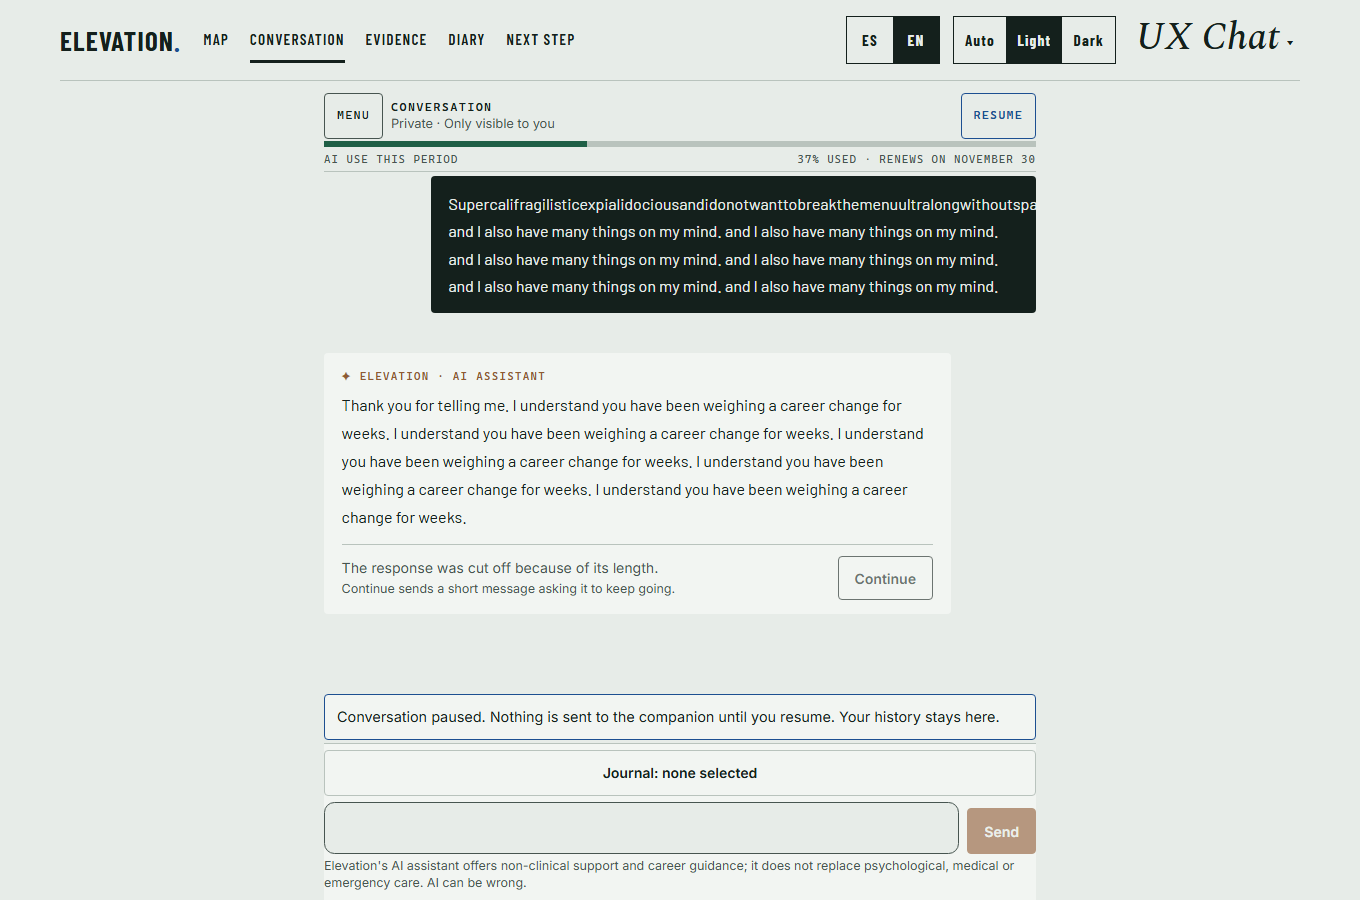 ELEVATION.
MAP
CONVERSATION
EVIDENCE
DIARY
NEXT STEP
ES
EN
Auto
Light
Dark
UX Chat
MENU
CONVERSATION
Private · Only visible to you
RESUME
AI USE THIS PERIOD
37% USED · RENEWS ON NOVEMBER 30
Supercalifragilisticexpialidociousandidonotwanttobreakthemenuultralongwithoutspa
and I also have many things on my mind. and I also have many things on my mind.
and I also have many things on my mind. and I also have many things on my mind.
and I also have many things on my mind. and I also have many things on my mind.
✦ ELEVATION · AI ASSISTANT
Thank you for telling me. I understand you have been weighing a career change for
weeks. I understand you have been weighing a career change for weeks. I understand
you have been weighing a career change for weeks. I understand you have been
weighing a career change for weeks. I understand you have been weighing a career
change for weeks.
The response was cut off because of its length.
Continue sends a short message asking it to keep going.
Continue
Conversation paused. Nothing is sent to the companion until you resume. Your history stays here.
Journal: none selected
Send
Elevation's AI assistant offers non-clinical support and career guidance; it does not replace psychological, medical or
emergency care. AI can be wrong.